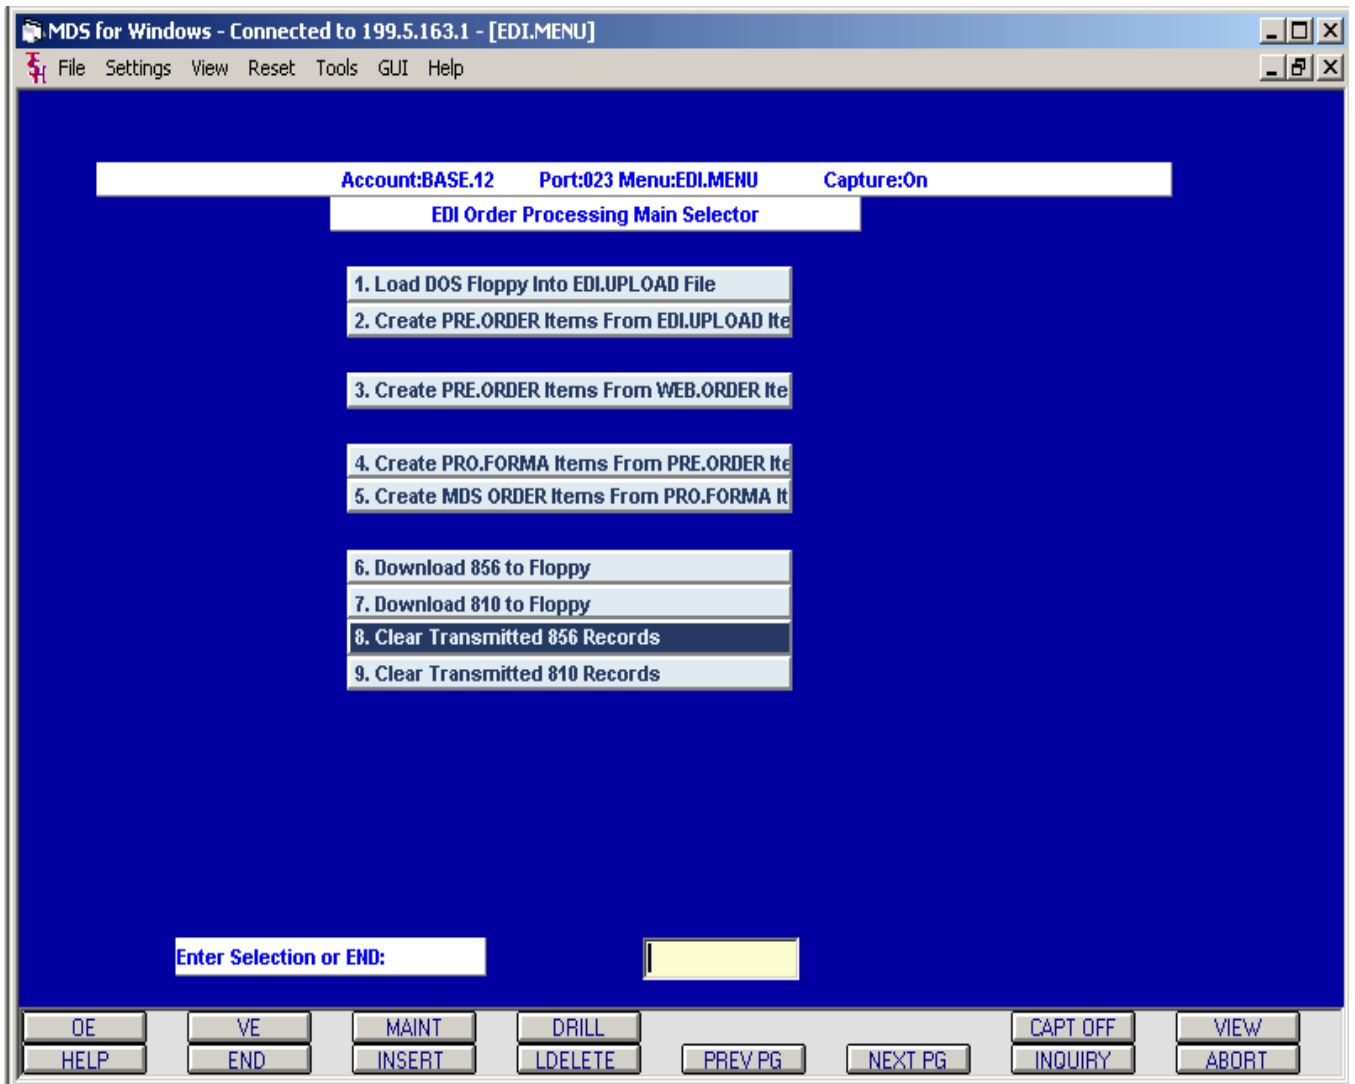 MDS for Windows - Connected to 199.5.163.1 - [EDI.MENU]
File Settings View Reset Tools GUI Help
Account:BASE.12 Port:023 Menu:EDI.MENU Capture:On
EDI Order Processing Main Selector
1. Load DOS Floppy Into EDI.UPLOAD File
2. Create PRE.ORDER Items From EDI.UPLOAD Ite
3. Create PRE.ORDER Items From WEB.ORDER Ite
4. Create PRO.FORMA Items From PRE.ORDER Ite
5. Create MDS ORDER Items From PRO.FORMA It
6. Download 856 to Floppy
7. Download 810 to Floppy
8. Clear Transmitted 856 Records
9. Clear Transmitted 810 Records
Enter Selection or END:
OE VE MAINT DRILL CAPT OFF VIEW
HELP END INSERT LDELETE PREV PG NEXT PG INQUIRY ABORT